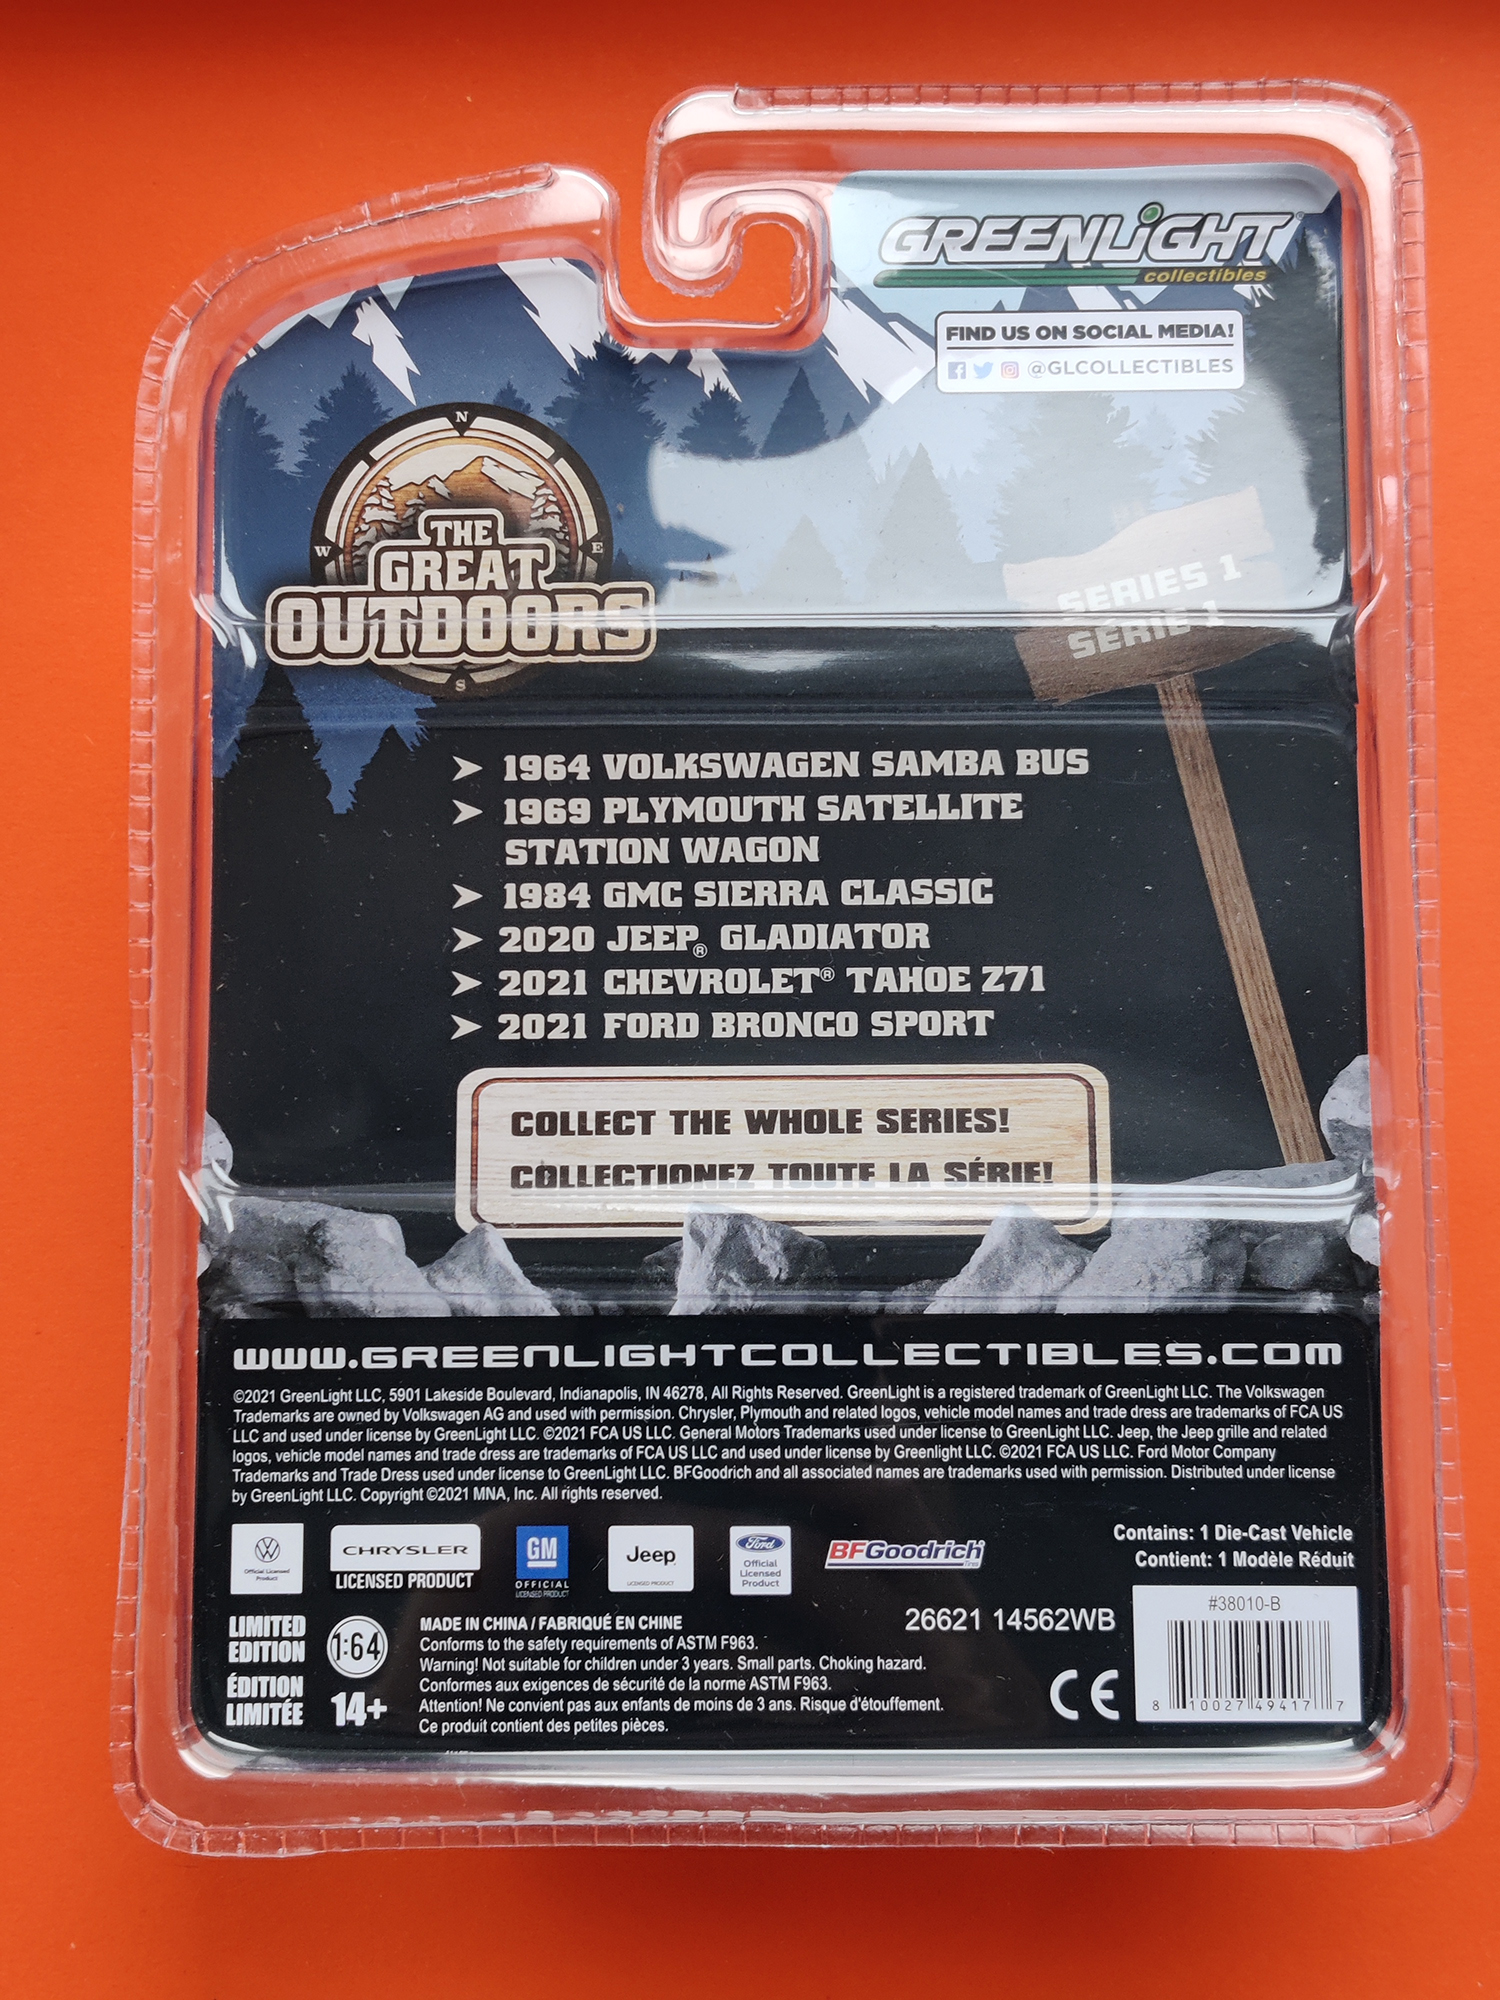 GREENLiGHT®
collectibles
FIND US ON SOCIAL MEDIA!
@GLCOLLECTIBLES
N
W
E
THE
GREAT
OUTDOORS
S
SERIES 1
SÉRIE 1
➤ 1964 VOLKSWAGEN SAMBA BUS
➤ 1969 PLYMOUTH SATELLITE
STATION WAGON
➤ 1984 GMC SIERRA CLASSIC
➤ 2020 JEEP® GLADIATOR
➤ 2021 CHEVROLET® TAHOE Z71
➤ 2021 FORD BRONCO SPORT
COLLECT THE WHOLE SERIES!
COLLECTIONEZ TOUTE LA SÉRIE!
WWW.GREENLIGHTCOLLECTIBLES.COM
©2021 GreenLight LLC, 5901 Lakeside Boulevard, Indianapolis, IN 46278, All Rights Reserved. GreenLight is a registered trademark of GreenLight LLC. The Volkswagen
Trademarks are owned by Volkswagen AG and used with permission. Chrysler, Plymouth and related logos, vehicle model names and trade dress are trademarks of FCA US
LLC and used under license by GreenLight LLC. ©2021 FCA US LLC. General Motors Trademarks used under license to GreenLight LLC. Jeep, the Jeep grille and related
logos, vehicle model names and trade dress are trademarks of FCA US LLC and used under license by Greenlight LLC. ©2021 FCA US LLC. Ford Motor Company
Trademarks and Trade Dress used under license to GreenLight LLC. BFGoodrich and all associated names are trademarks used with permission. Distributed under license
by GreenLight LLC. Copyright ©2021 MNA, Inc. All rights reserved.
Official Licensed
Product
CHRYSLER
LICENSED PRODUCT
GM
OFFICIAL
LICENSED PRODUCT
Jeep
LICENSED PRODUCT
Ford
Official
Licensed
Product
BFGoodrich
Tires
Contains: 1 Die-Cast Vehicle
Contient: 1 Modèle Réduit
LIMITED
EDITION
ÉDITION
LIMITÉE
1:64
14+
MADE IN CHINA / FABRIQUÉ EN CHINE
Conforms to the safety requirements of ASTM F963.
Warning! Not suitable for children under 3 years. Small parts. Choking hazard.
Conformes aux exigences de sécurité de la norme ASTM F963.
Attention! Ne convient pas aux enfants de moins de 3 ans. Risque d'étouffement.
Ce produit contient des petites pièces.
26621 14562WB
CE
#38010-B
8 10027 49417 7